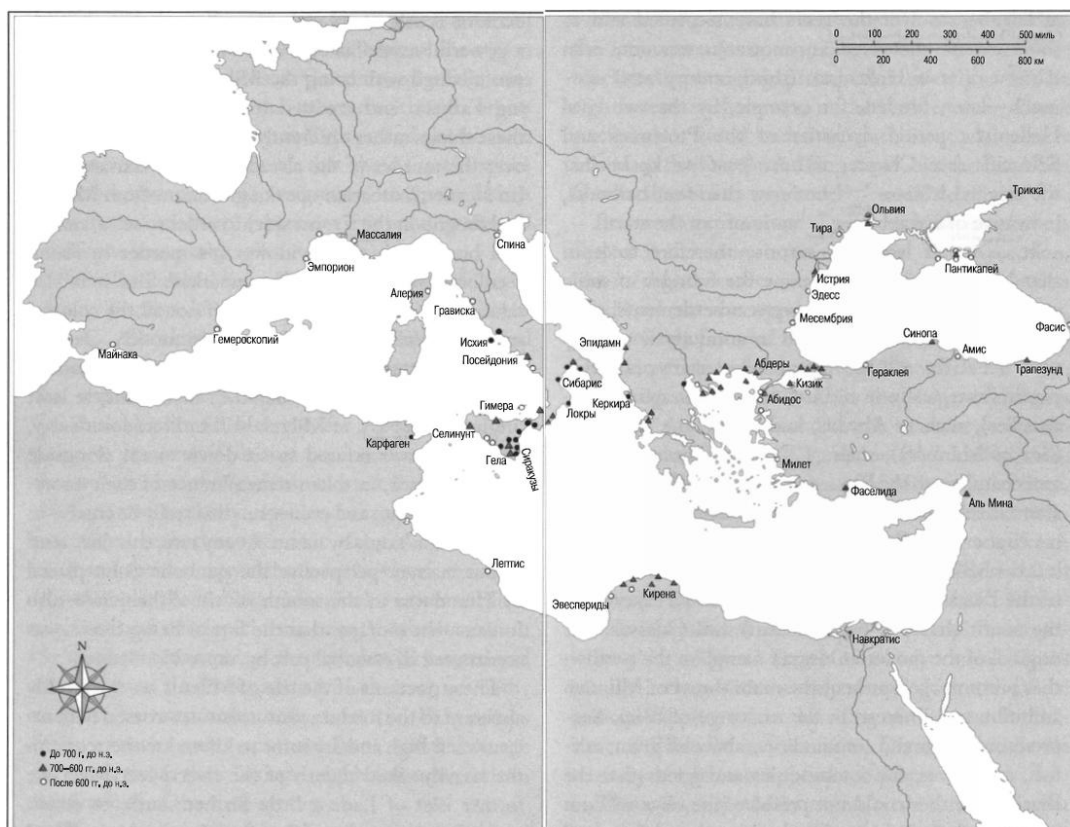 0 100 200 300 400 500 миль
0 200 400 600 800 км
Трикка
Ольвия
Тира
Пантикапей
Истрия
Эдесс
Месембрия
Фасис
Синопа
Амис
Трапезунд
Гераклея
Массалия
Спина
Эмпорион
Алерия
Грависка
Гемероскопий
Майнака
Исхия
Посейдония
Эпидамн
Абдеры
Кизик
Абидос
Сибарис
Керкира
Гимера
Локры
Селинунт
Карфаген
Гела
Сиракузы
Милет
Фаселида
Аль Мина
Лептис
Эвеспериды
Кирена
Навкратис
N
До 700 г. до н.э.
700–600 гг. до н.э.
После 600 гг. до н.э.